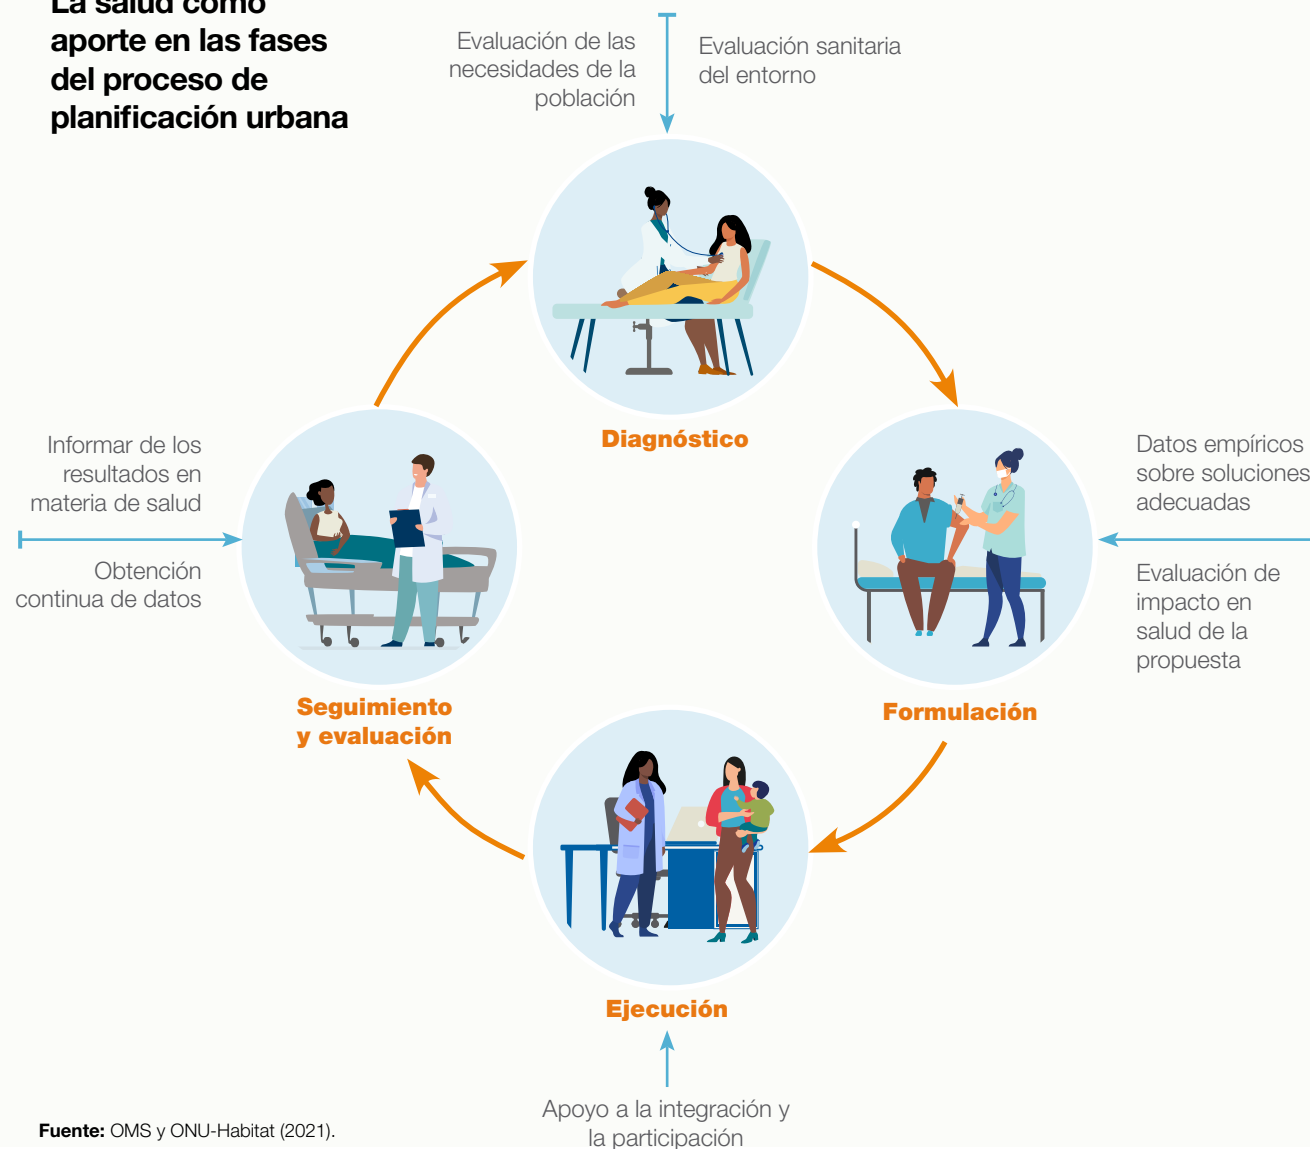 La salud como
aporte en las fases
del proceso de
planificación urbana
Evaluación de las
necesidades de la
población
Evaluación sanitaria
del entorno
Diagnóstico
Informar de los
resultados en
materia de salud
Obtención
continua de datos
Datos empíricos
sobre soluciones
adecuadas
Evaluación de
impacto en
salud de la
propuesta
Seguimiento
y evaluación
Formulación
Ejecución
Apoyo a la integración y
la participación
Fuente: OMS y ONU-Habitat (2021).